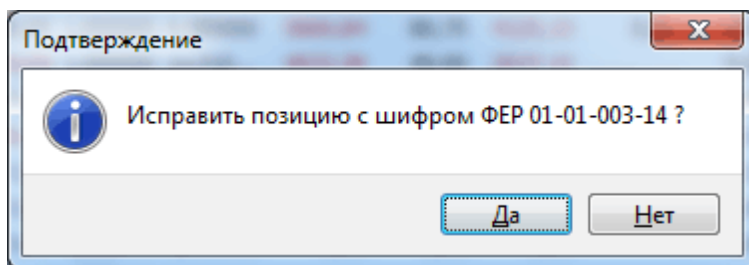 Подтверждение
Исправить позицию с шифром ФЕР 01-01-003-14 ?
Да
Нет